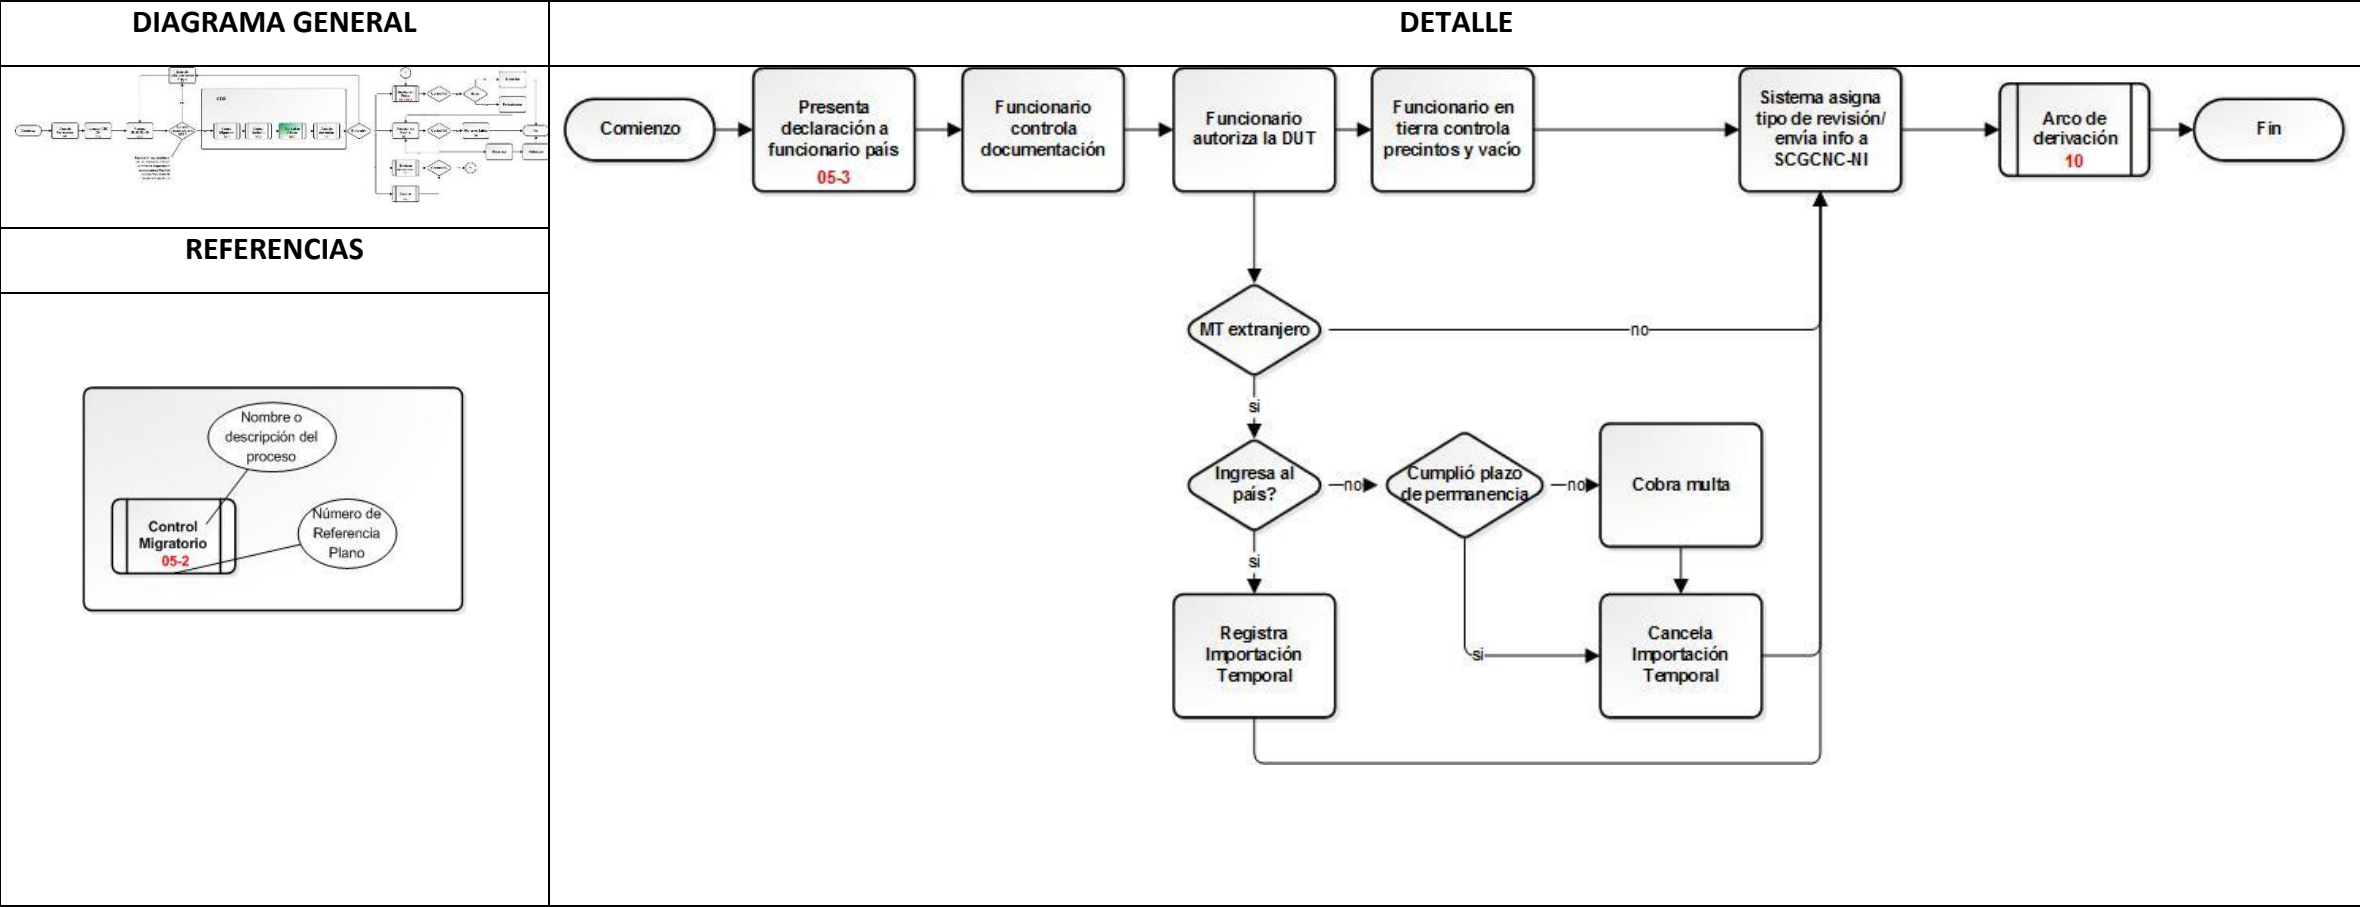 DIAGRAMA GENERAL
DETALLE
REFERENCIAS
Nombre o
descripción del
proceso
Control
Migratorio
05-2
Número de
Referencia
Plano
Comienzo
Presenta
declaración a
funcionario país
05-3
Funcionario
controla
documentación
Funcionario
autoriza la DUT
Funcionario en
tierra controla
precintos y vacío
Sistema asigna
tipo de revisión/
envía info a
SCGCNC-NI
Arco de
derivación
10
Fin
MT extranjero
no
si
Ingresa al
país?
no
Cumplió plazo
de permanencia
no
Cobra multa
si
si
Registra
Importación
Temporal
Cancela
Importación
Temporal